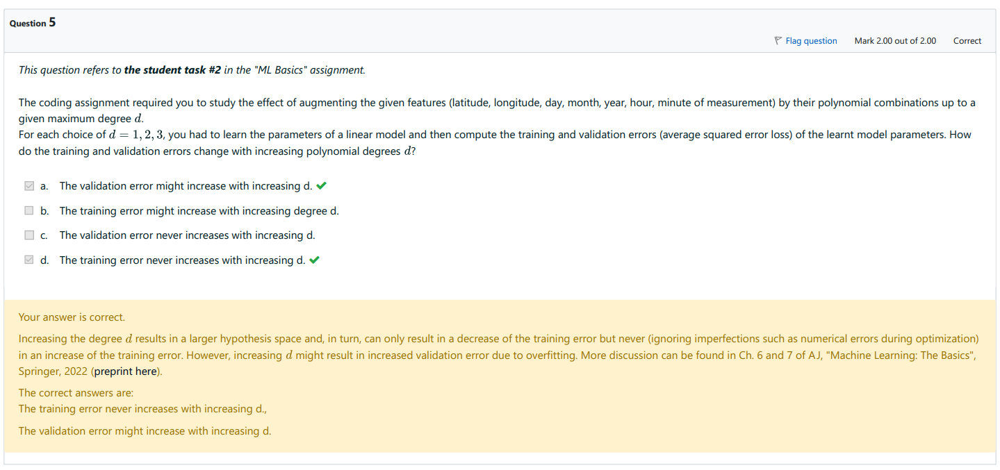 Question 5
Flag question Mark 2.00 out of 2.00 Correct
This question refers to the student task #2 in the "ML Basics" assignment.
The coding assignment required you to study the effect of augmenting the given features (latitude, longitude, day, month, year, hour, minute of measurement) by their polynomial combinations up to a
given maximum degree d.
For each choice of d = 1, 2, 3, you had to learn the parameters of a linear model and then compute the training and validation errors (average squared error loss) of the learnt model parameters. How
do the training and validation errors change with increasing polynomial degrees d?
a. The validation error might increase with increasing d.
b. The training error might increase with increasing degree d.
c. The validation error never increases with increasing d.
d. The training error never increases with increasing d.
Your answer is correct.
Increasing the degree d results in a larger hypothesis space and, in turn, can only result in a decrease of the training error but never (ignoring imperfections such as numerical errors during optimization)
in an increase of the training error. However, increasing d might result in increased validation error due to overfitting. More discussion can be found in Ch. 6 and 7 of AJ, "Machine Learning: The Basics",
Springer, 2022 (preprint here).
The correct answers are:
The training error never increases with increasing d.,
The validation error might increase with increasing d.